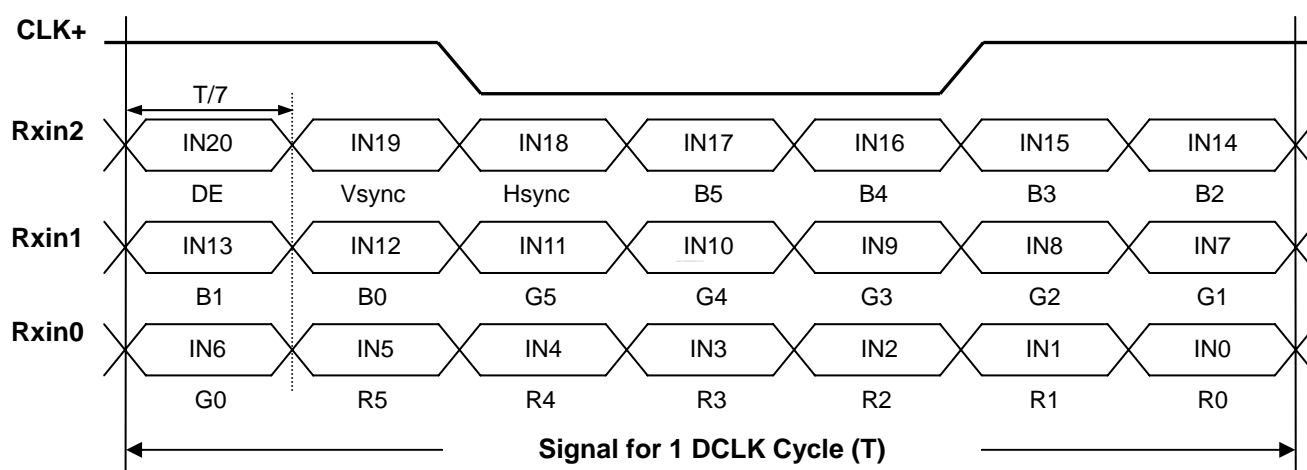 CLK+
T/7
Rxin2 IN20 IN19 IN18 IN17 IN16 IN15 IN14
DE Vsync Hsync B5 B4 B3 B2
Rxin1 IN13 IN12 IN11 IN10 IN9 IN8 IN7
B1 B0 G5 G4 G3 G2 G1
Rxin0 IN6 IN5 IN4 IN3 IN2 IN1 IN0
G0 R5 R4 R3 R2 R1 R0
Signal for 1 DCLK Cycle (T)